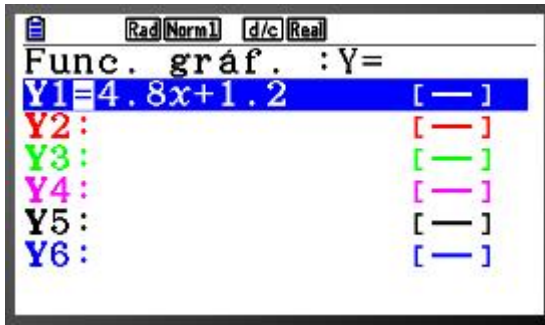 Rad Norm1 d/c Real
Func. gráf. :Y=
Y1=4.8x+1.2 [—]
Y2: [—]
Y3: [—]
Y4: [—]
Y5: [—]
Y6: [—]